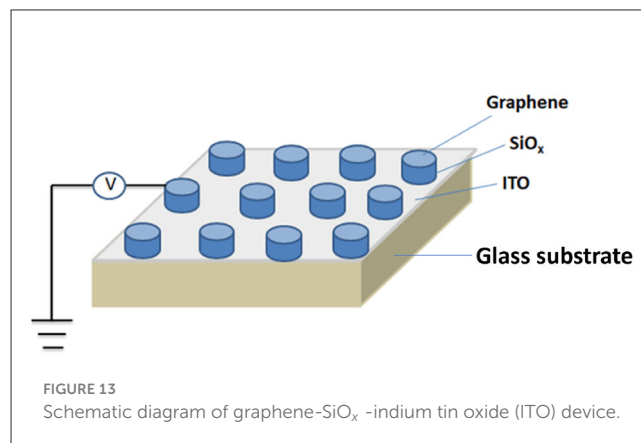 Graphene
SiOₓ
ITO
V
Glass substrate
FIGURE 13
Schematic diagram of graphene-SiOₓ -indium tin oxide (ITO) device.